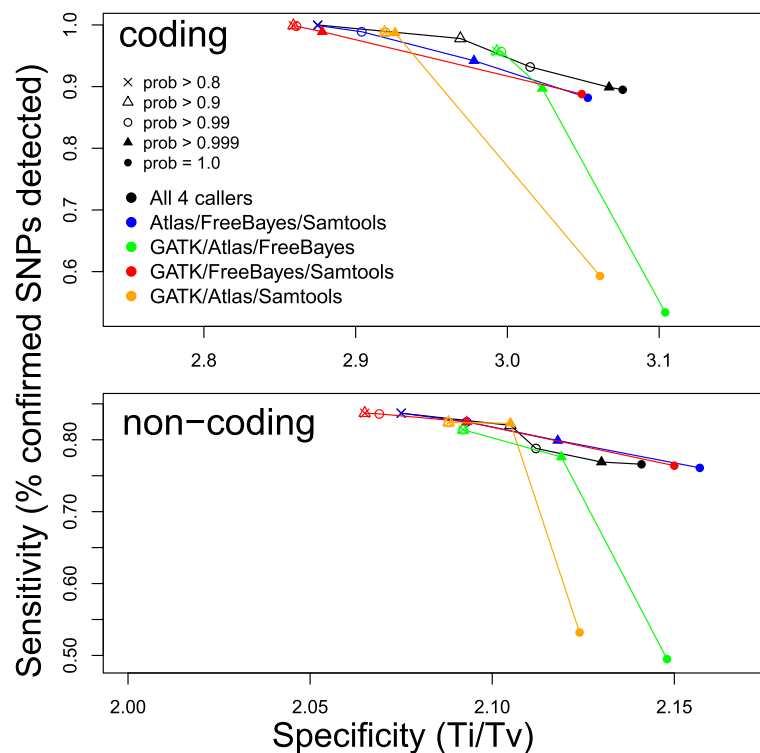 coding
prob > 0.8
prob > 0.9
prob > 0.99
prob > 0.999
prob = 1.0
All 4 callers
Atlas/FreeBayes/Samtools
GATK/Atlas/FreeBayes
GATK/FreeBayes/Samtools
GATK/Atlas/Samtools
1.0
0.9
0.8
0.7
0.6
2.8
2.9
3.0
3.1
Sensitivity (% confirmed SNPs detected)
non−coding
0.80
0.70
0.60
0.50
2.00
2.05
2.10
2.15
Specificity (Ti/Tv)